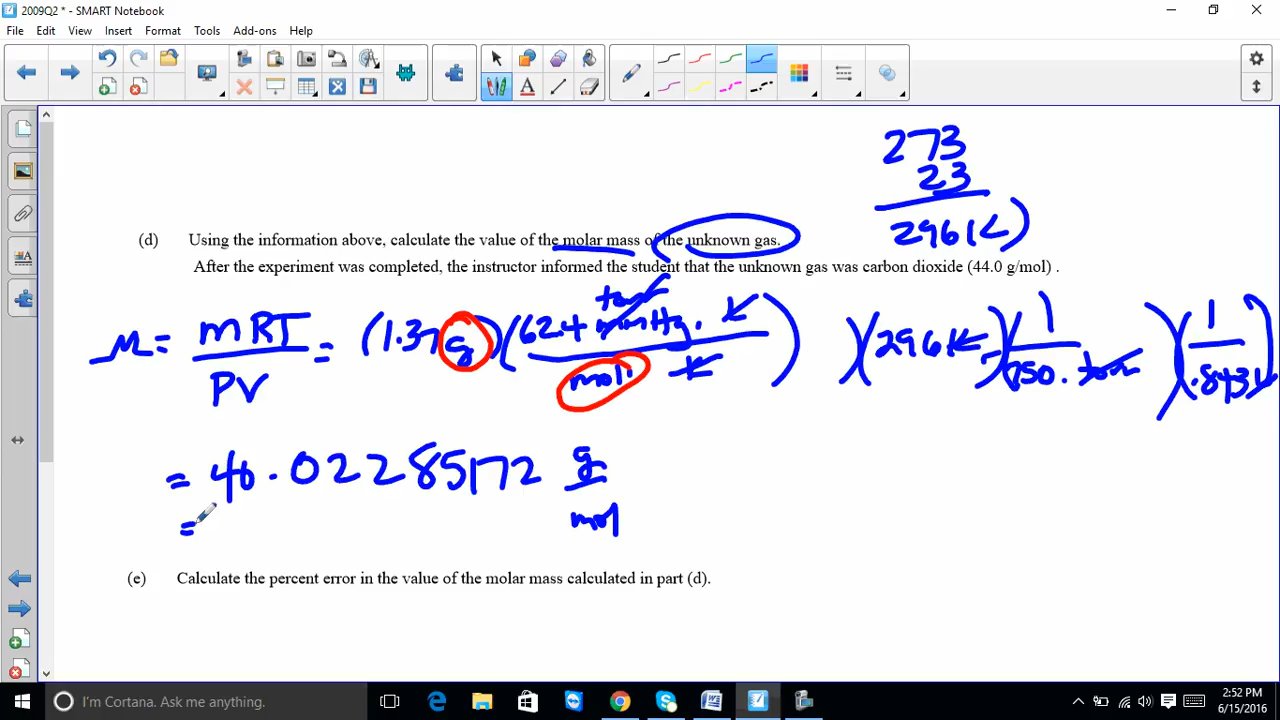 2009Q2 * - SMART Notebook
File Edit View Insert Format Tools Add-ons Help
273
23
296K
(d) Using the information above, calculate the value of the molar mass of the unknown gas.
After the experiment was completed, the instructor informed the student that the unknown gas was carbon dioxide (44.0 g/mol) .
torr
M = mRT = (1.37 g) (62.4 mmHg. L) (296K) (1) (1)
PV mol. K 750. torr .843 L
= 40.02285172 g
= mol
(e) Calculate the percent error in the value of the molar mass calculated in part (d).
I'm Cortana. Ask me anything.
2:52 PM
6/15/2016